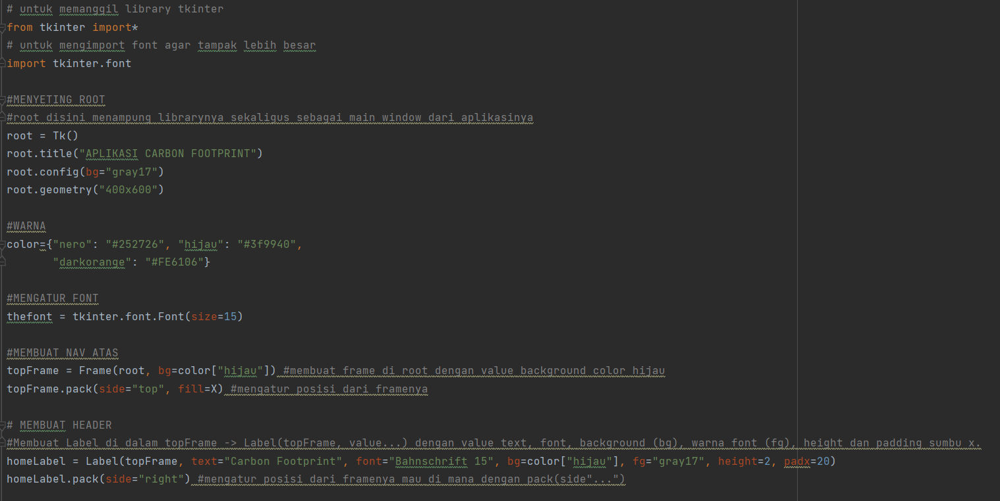 # untuk memanggil library tkinter
from tkinter import*
# untuk mengimport font agar tampak lebih besar
import tkinter.font
#MENYETING ROOT
#root disini menampung librarynya sekaligus sebagai main window dari aplikasinya
root = Tk()
root.title("APLIKASI CARBON FOOTPRINT")
root.config(bg="gray17")
root.geometry("400x600")
#WARNA
color={"nero": "#252726", "hijau": "#3f9940",
       "darkorange": "#FE6106"}
#MENGATUR FONT
thefont = tkinter.font.Font(size=15)
#MEMBUAT NAV ATAS
topFrame = Frame(root, bg=color["hijau"]) #membuat frame di root dengan value background color hijau
topFrame.pack(side="top", fill=X) #mengatur posisi dari framenya
# MEMBUAT HEADER
#Membuat Label di dalam topFrame -> Label(topFrame, value...) dengan value text, font, background (bg), warna font (fg), height dan padding sumbu x.
homeLabel = Label(topFrame, text="Carbon Footprint", font="Bahnschrift 15", bg=color["hijau"], fg="gray17", height=2, padx=20)
homeLabel.pack(side="right") #mengatur posisi dari framenya mau di mana dengan pack(side"...")